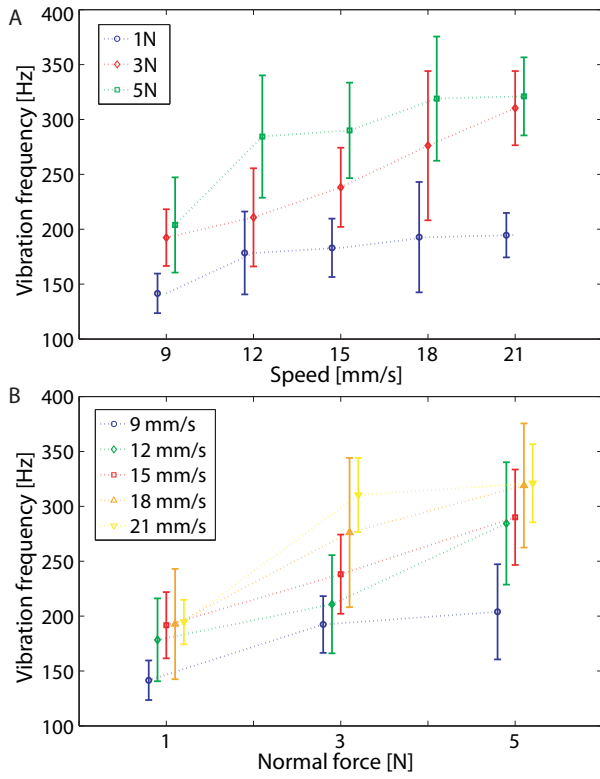 A
400
350
300
250
200
150
100
Vibration frequency [Hz]
1N
3N
5N
9 12 15 18 21
Speed [mm/s]
B
400
350
300
250
200
150
100
Vibration frequency [Hz]
9 mm/s
12 mm/s
15 mm/s
18 mm/s
21 mm/s
1 3 5
Normal force [N]